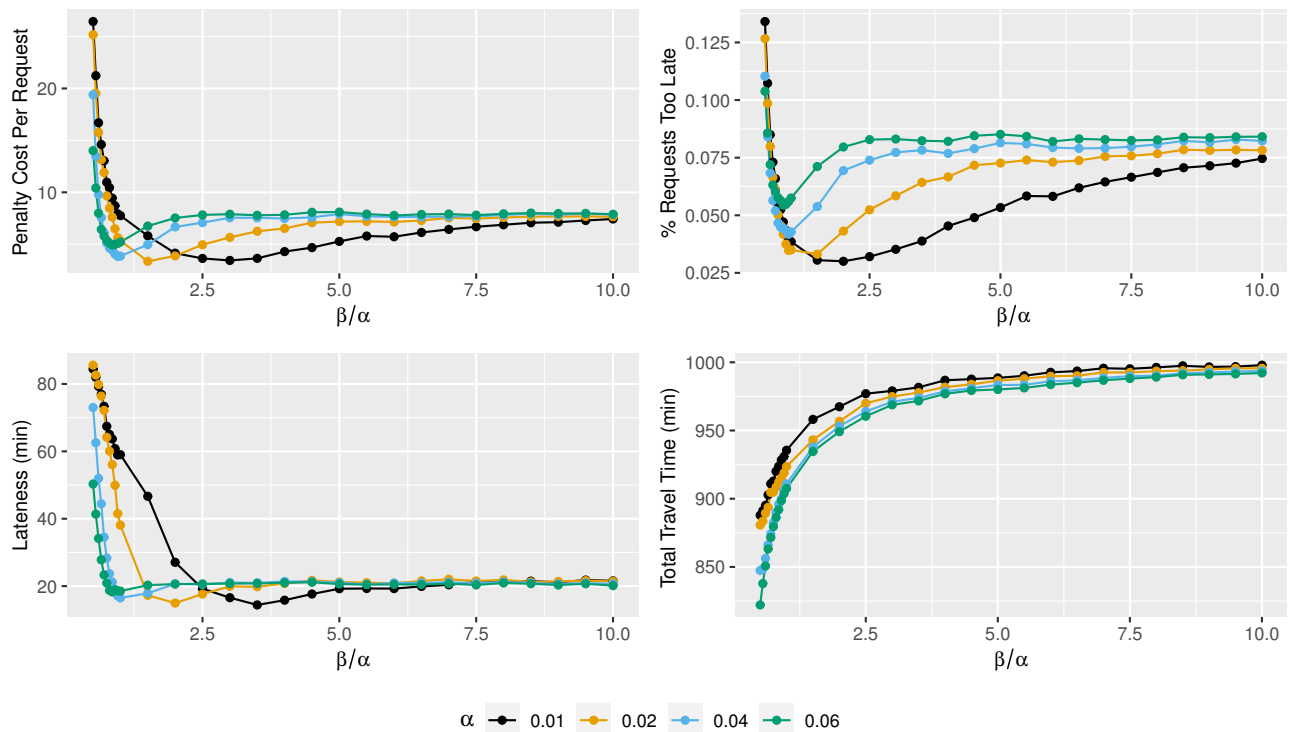 Penalty Cost Per Request
20
10
2.5 5.0 7.5 10.0
β/α
% Requests Too Late
0.125
0.100
0.075
0.050
0.025
2.5 5.0 7.5 10.0
β/α
Lateness (min)
80
60
40
20
2.5 5.0 7.5 10.0
β/α
Total Travel Time (min)
1000
950
900
850
2.5 5.0 7.5 10.0
β/α
α 0.01 0.02 0.04 0.06